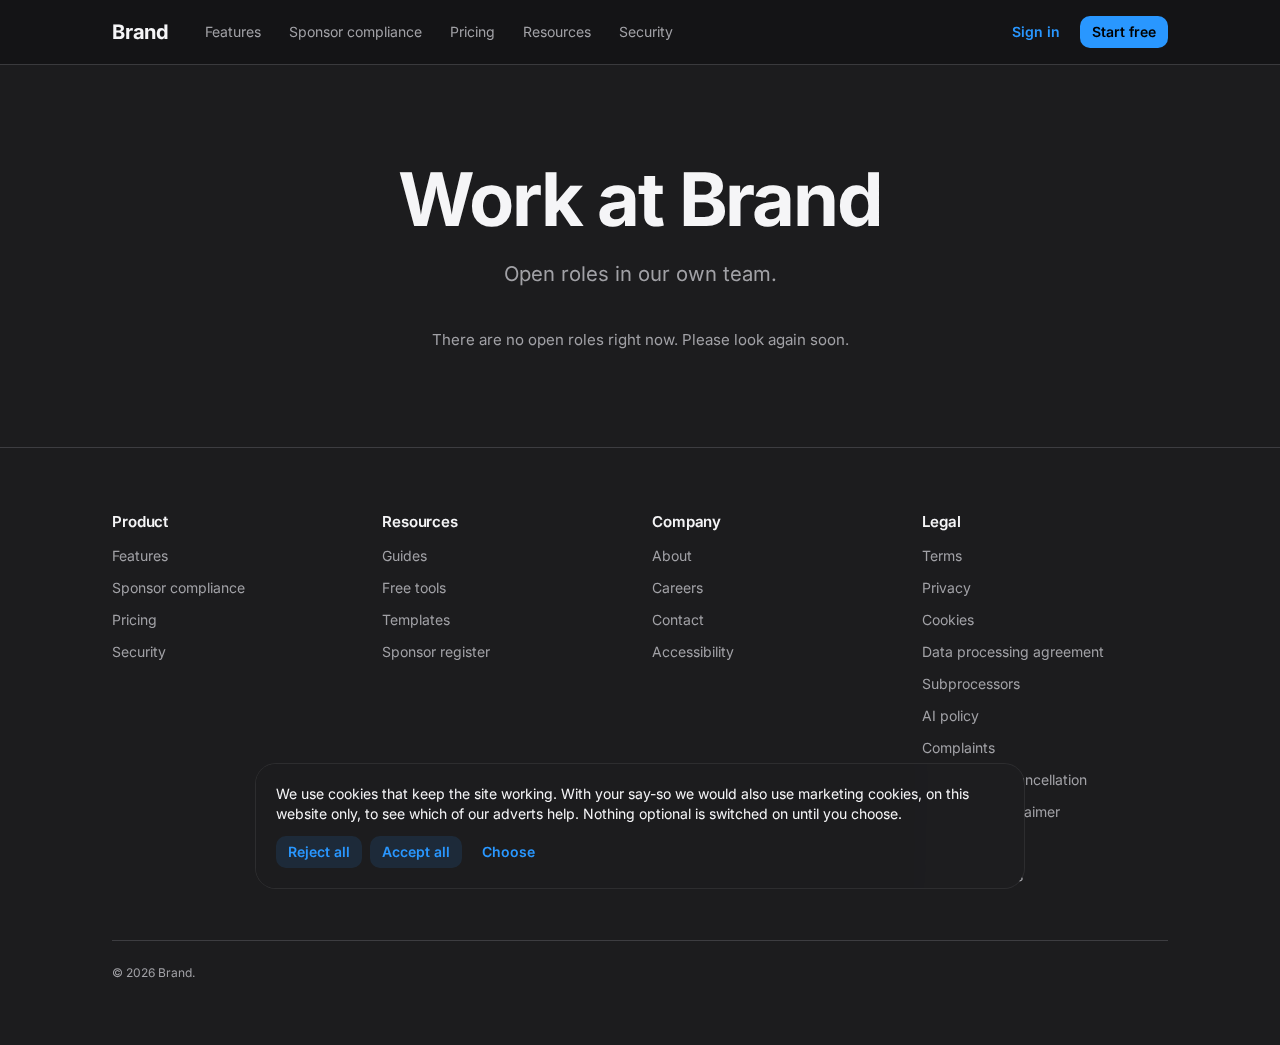 Brand
Features
Sponsor compliance
Pricing
Resources
Security
Sign in
Start free
Work at Brand
Open roles in our own team.
There are no open roles right now. Please look again soon.
Product
Features
Sponsor compliance
Pricing
Security
Resources
Guides
Free tools
Templates
Sponsor register
Company
About
Careers
Contact
Accessibility
Legal
Terms
Privacy
Cookies
Data processing agreement
Subprocessors
AI policy
Complaints
We use cookies that keep the site working. With your say-so we would also use marketing cookies, on this
website only, to see which of our adverts help. Nothing optional is switched on until you choose.
Reject all
Accept all
Choose
© 2026 Brand.